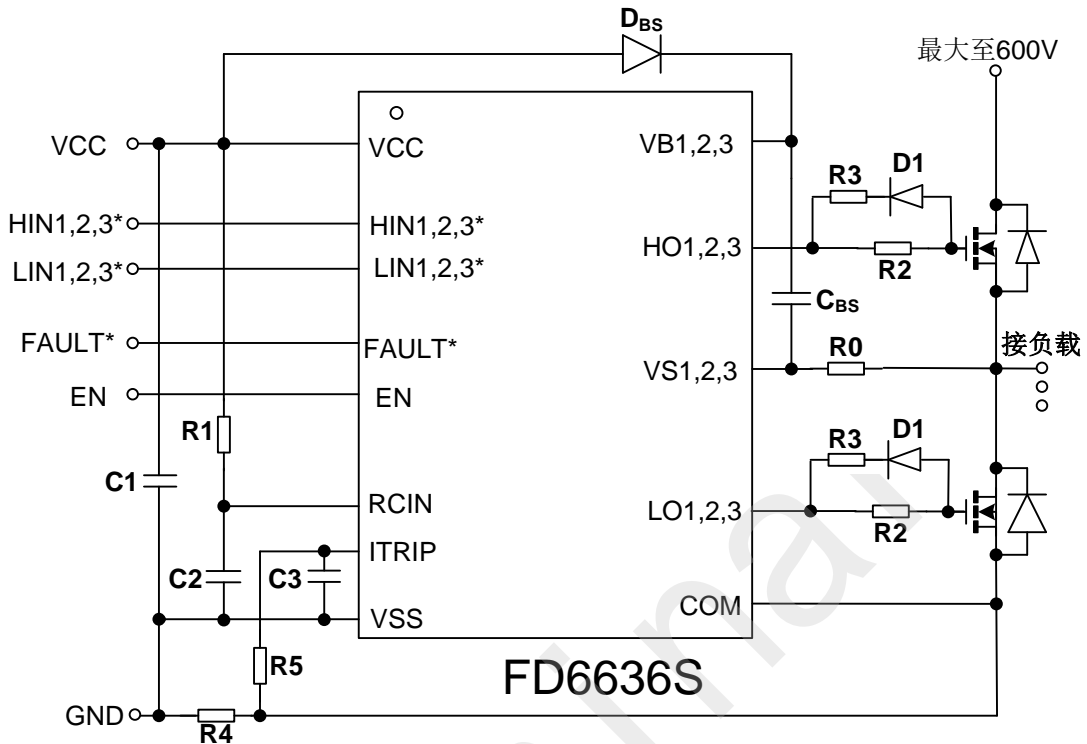 D_BS
最大至600V
VCC
VCC
VB1,2,3
R3
D1
HIN1,2,3*
HIN1,2,3*
HO1,2,3
R2
LIN1,2,3*
LIN1,2,3*
C_BS
FAULT*
FAULT*
VS1,2,3
R0
接负载
EN
EN
R1
R3
D1
C1
RCIN
LO1,2,3
R2
ITRIP
C2
C3
COM
VSS
R5
FD6636S
GND
R4